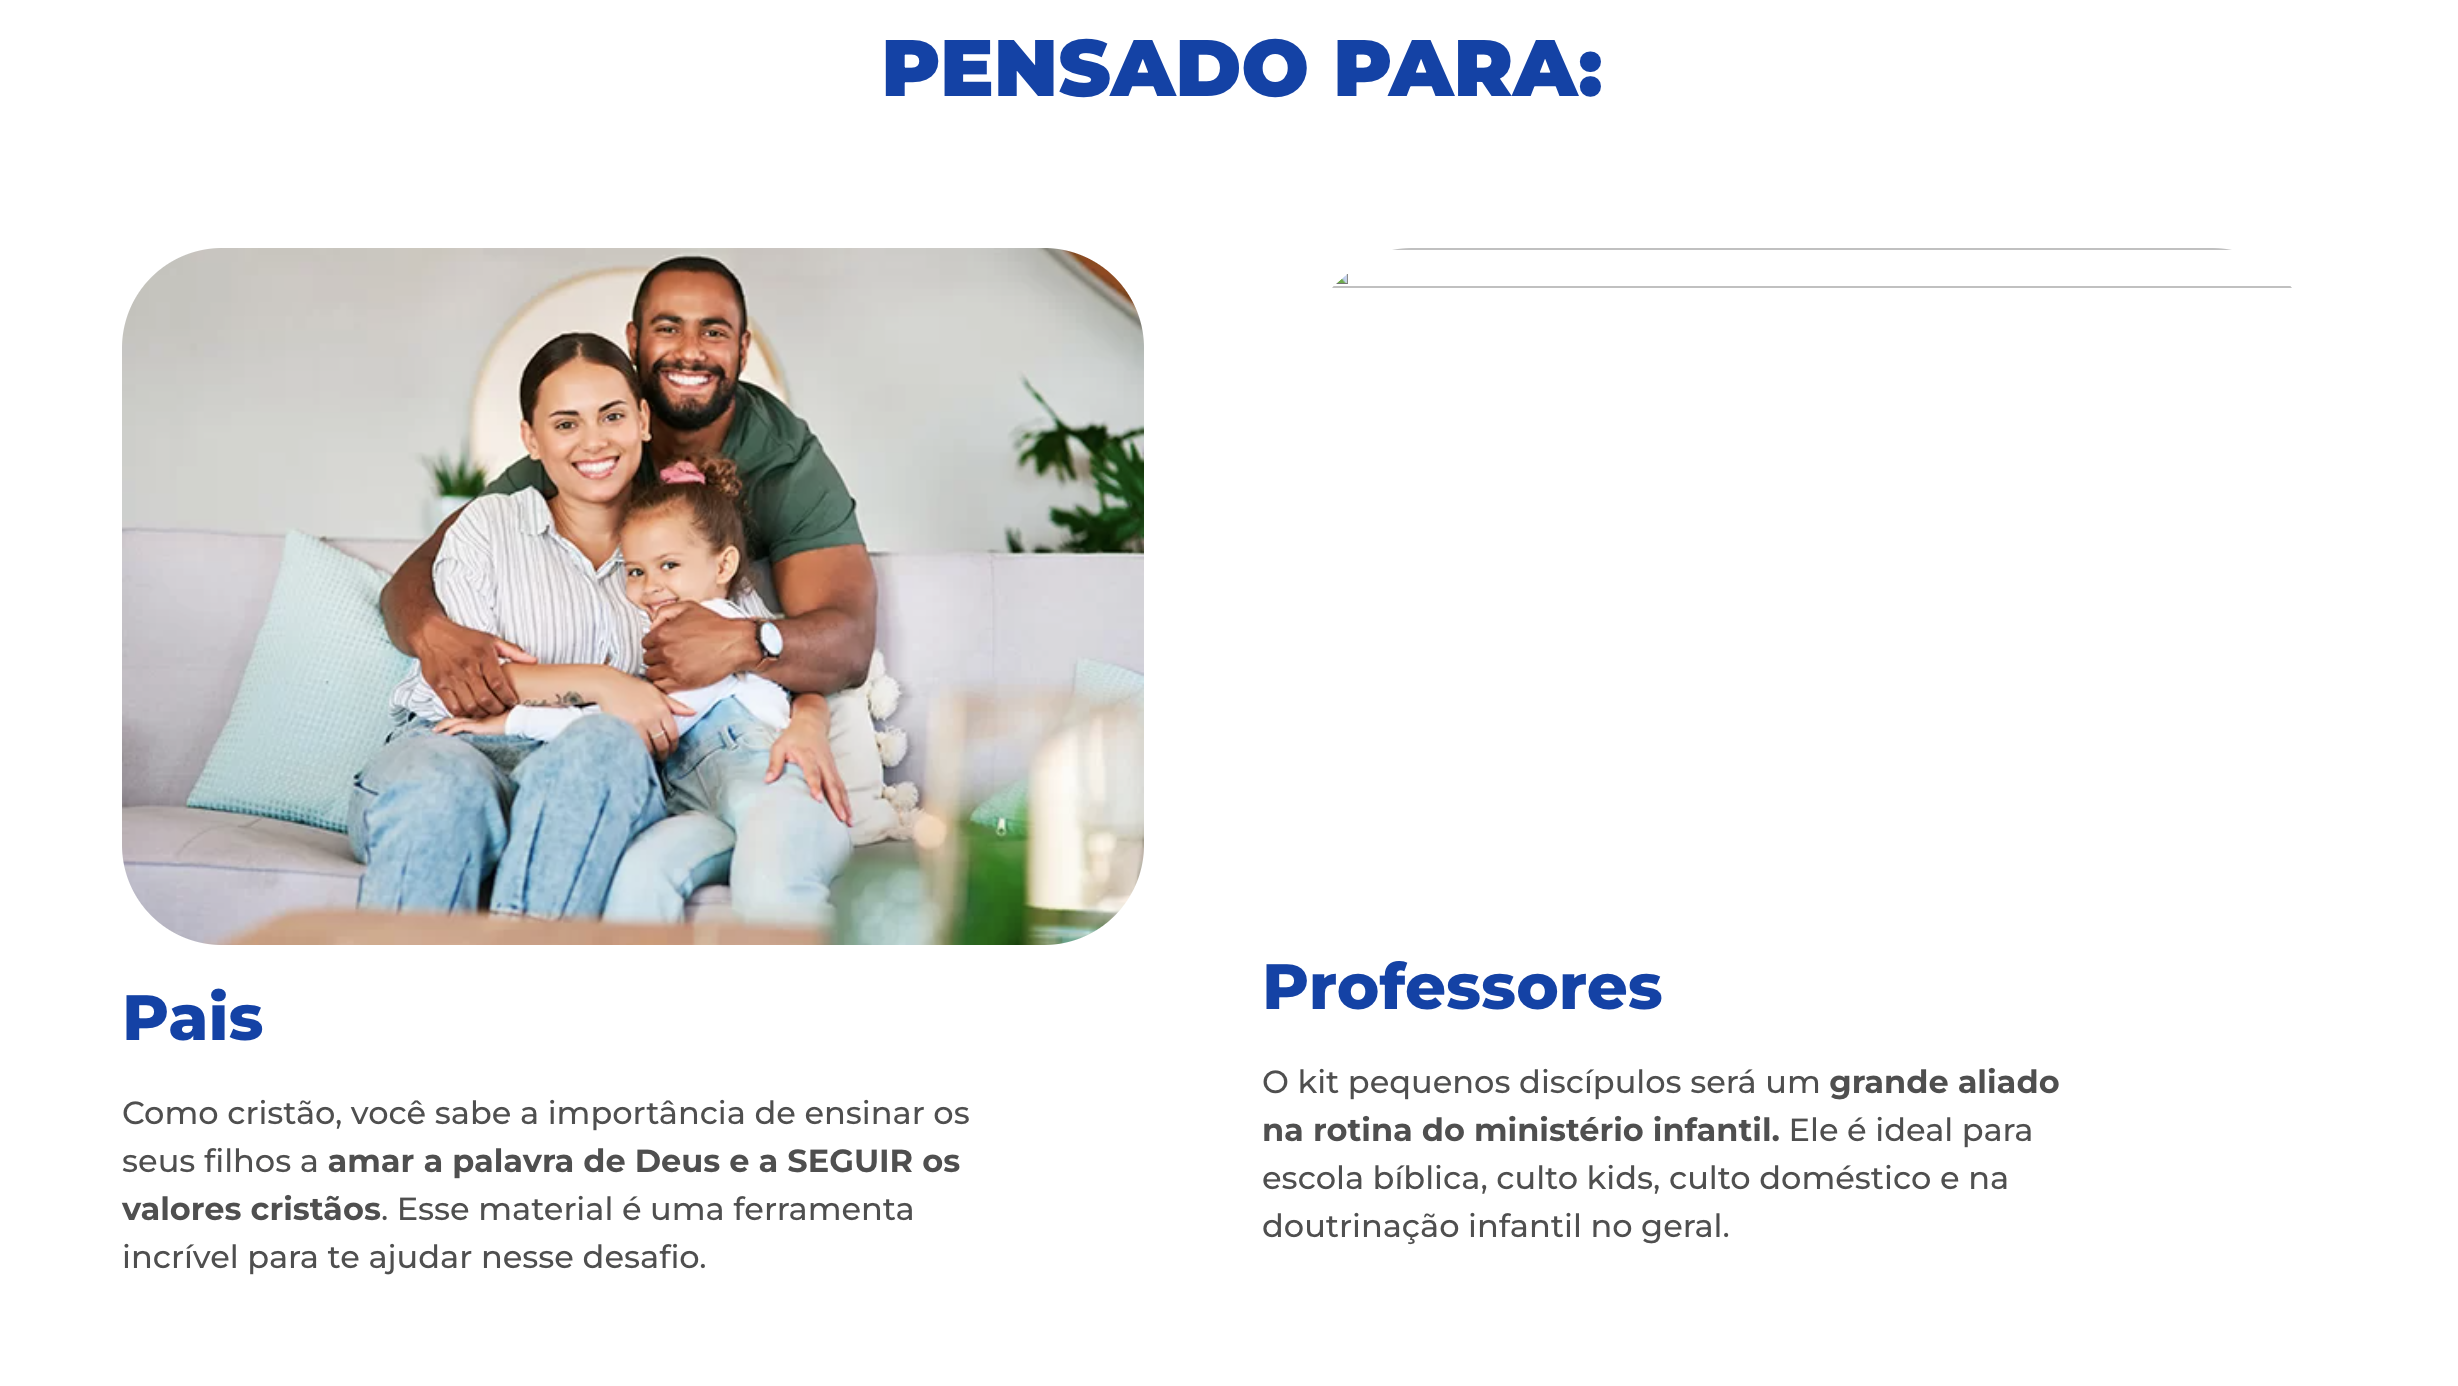 PENSADO PARA:
Pais
Como cristão, você sabe a importância de ensinar os
seus filhos a amar a palavra de Deus e a SEGUIR os
valores cristãos. Esse material é uma ferramenta
incrível para te ajudar nesse desafio.
Professores
O kit pequenos discípulos será um grande aliado
na rotina do ministério infantil. Ele é ideal para
escola bíblica, culto kids, culto doméstico e na
doutrinação infantil no geral.